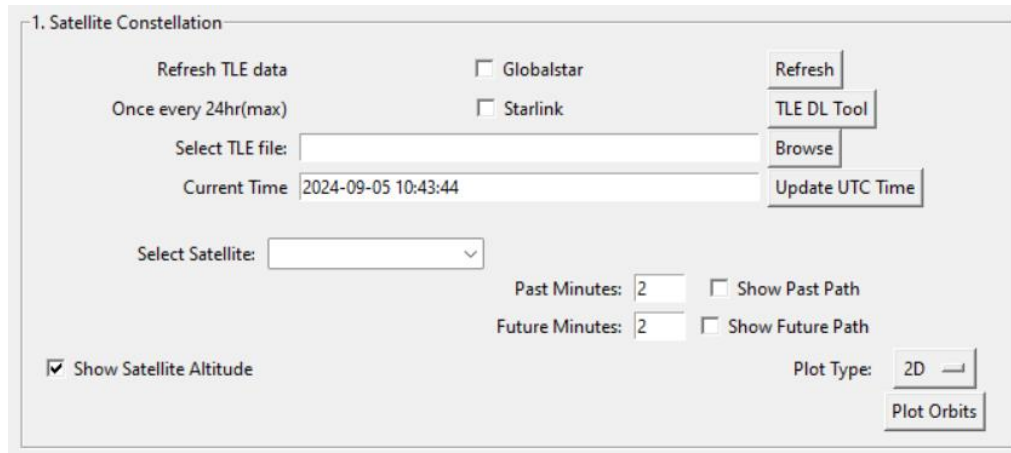 1. Satellite Constellation
Refresh TLE data Globalstar Refresh
Once every 24hr(max) Starlink TLE DL Tool
Select TLE file: Browse
Current Time 2024-09-05 10:43:44 Update UTC Time
Select Satellite:
Past Minutes: 2 Show Past Path
Future Minutes: 2 Show Future Path
Show Satellite Altitude Plot Type: 2D
Plot Orbits